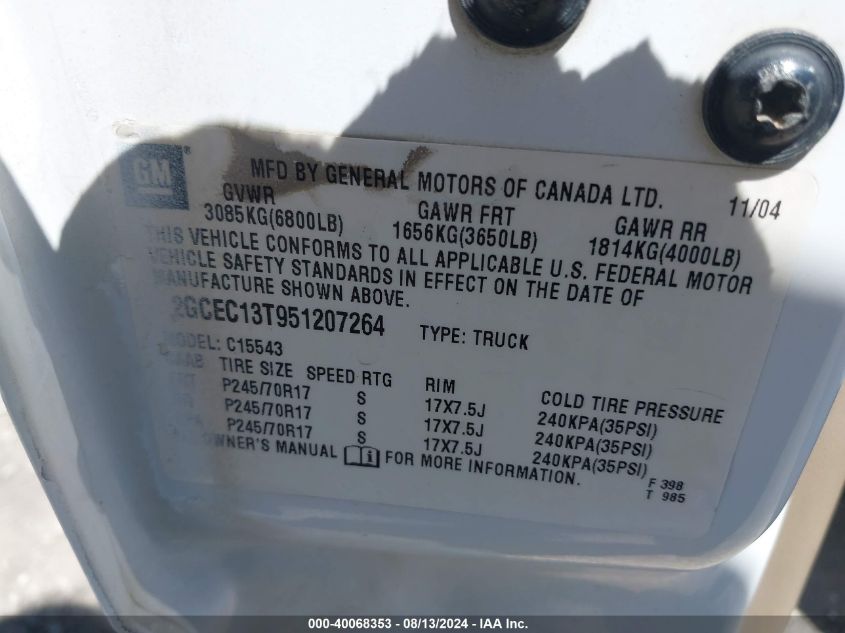 GM
MFD BY GENERAL MOTORS OF CANADA LTD. 11/04
GVWR GAWR FRT GAWR RR
3085KG(6800LB) 1656KG(3650LB) 1814KG(4000LB)
THIS VEHICLE CONFORMS TO ALL APPLICABLE U.S. FEDERAL MOTOR
VEHICLE SAFETY STANDARDS IN EFFECT ON THE DATE OF
MANUFACTURE SHOWN ABOVE.
2GCEC13T951207264 TYPE: TRUCK
MODEL: C15543
TIRE SIZE SPEED RTG RIM COLD TIRE PRESSURE
P245/70R17 S 17X7.5J 240KPA(35PSI)
P245/70R17 S 17X7.5J 240KPA(35PSI)
P245/70R17 S 17X7.5J 240KPA(35PSI)
OWNER'S MANUAL FOR MORE INFORMATION.
F 398
T 985
000-40068353 - 08/13/2024 - IAA Inc.